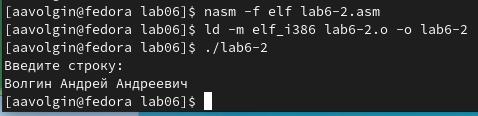 [aavolgin@fedora lab06]$ nasm -f elf lab6-2.asm
[aavolgin@fedora lab06]$ ld -m elf_i386 lab6-2.o -o lab6-2
[aavolgin@fedora lab06]$ ./lab6-2
Введите строку:
Волгин Андрей Андреевич
[aavolgin@fedora lab06]$